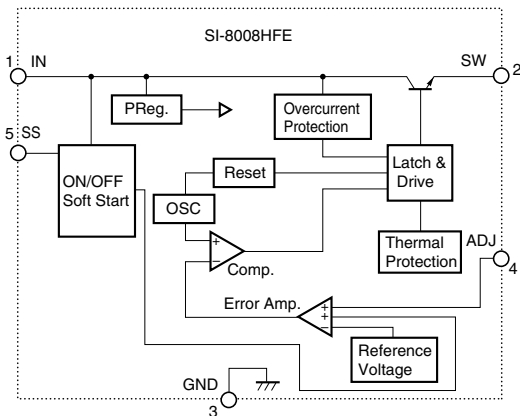 SI-8008HFE
1 IN
SW 2
PReg.
Overcurrent
Protection
5 SS
ON/OFF
Soft Start
Latch &
Drive
Reset
OSC
+
−
Comp.
Thermal
Protection
ADJ
4
Error Amp.
+
+
−
Reference
Voltage
GND
3